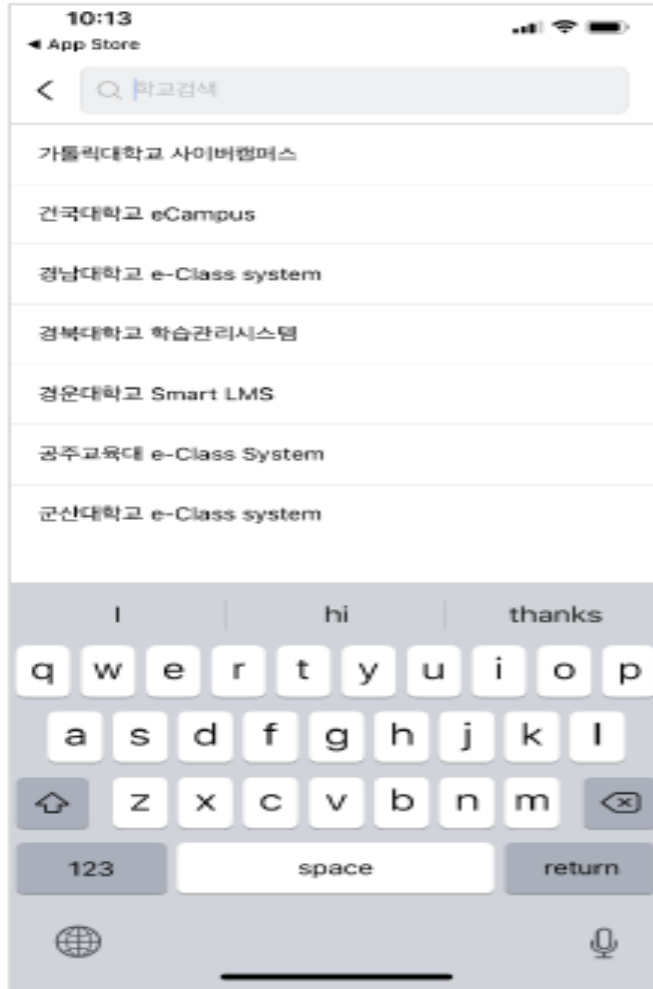 10:13
◀ App Store
학교검색
가톨릭대학교 사이버캠퍼스
건국대학교 eCampus
경남대학교 e-Class system
경북대학교 학습관리시스템
경운대학교 Smart LMS
공주교육대 e-Class System
군산대학교 e-Class system
I hi thanks
q w e r t y u i o p
a s d f g h j k l
z x c v b n m
123 space return